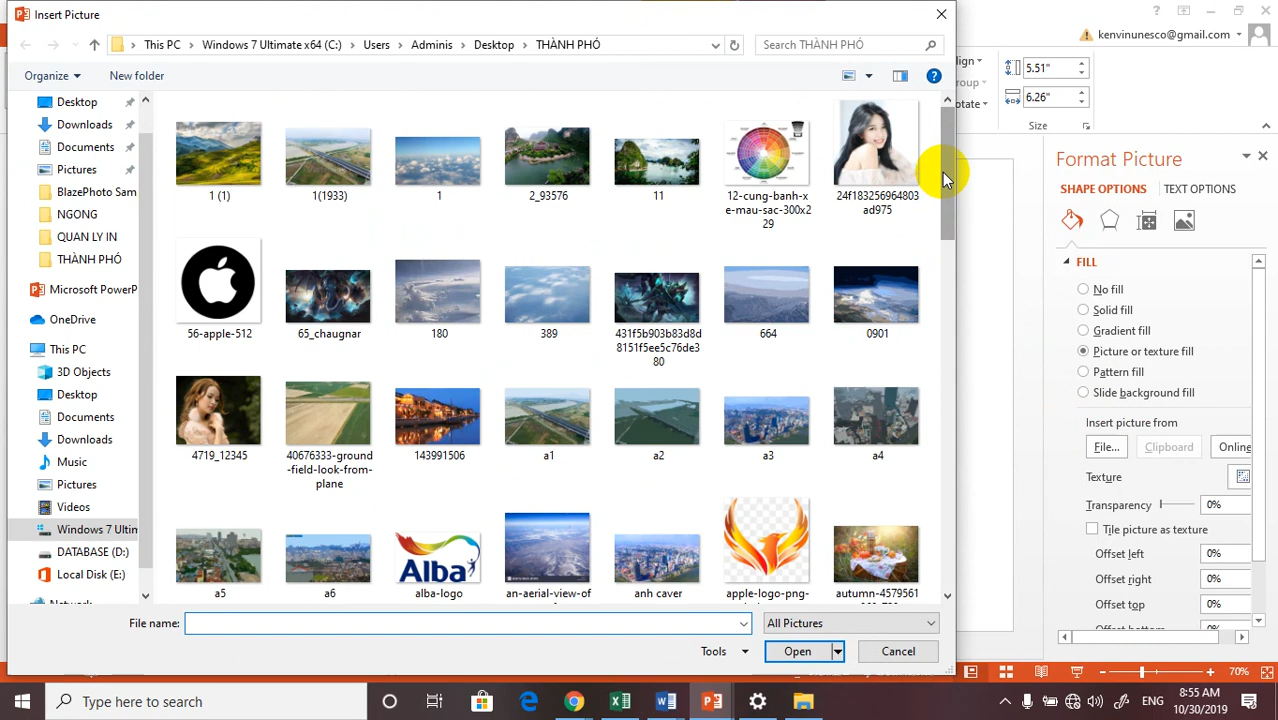 Insert Picture
kenvinunesco@gmail.com
This PC
Windows 7 Ultimate x64 (C:)
Users
Adminis
Desktop
THÀNH PHÓ
Search THÀNH PHÓ
Organize
New folder
Desktop
Downloads
Documents
Pictures
BlazePhoto Sam
NGONG
QUAN LY IN
THÀNH PHÓ
Microsoft PowerP
OneDrive
This PC
3D Objects
Desktop
Documents
Downloads
Music
Pictures
Videos
Windows 7 Ultin
DATABASE (D:)
Local Disk (E:)
Network
1 (1)
1(1933)
1
2_93576
11
12-cung-banh-x
e-mau-sac-300x2
29
24f183256964803
ad975
56-apple-512
65_chaugnar
180
389
431f5b903b83d8d
8151f5ee5c76de3
80
664
0901
4719_12345
40676333-ground
-field-look-from-
plane
143991506
a1
a2
a3
a4
a5
a6
Alba
alba-logo
an-aerial-view-of
anh caver
apple-logo-png-
autumn-4579561
File name:
All Pictures
Tools
Open
Cancel
lign
roup
otate
5.51"
6.26"
Size
Format Picture
SHAPE OPTIONS
TEXT OPTIONS
FILL
No fill
Solid fill
Gradient fill
Picture or texture fill
Pattern fill
Slide background fill
Insert picture from
File...
Clipboard
Online
Texture
Transparency
0%
Tile picture as texture
Offset left
0%
Offset right
0%
Offset top
0%
70%
Type here to search
ENG
8:55 AM
10/30/2019